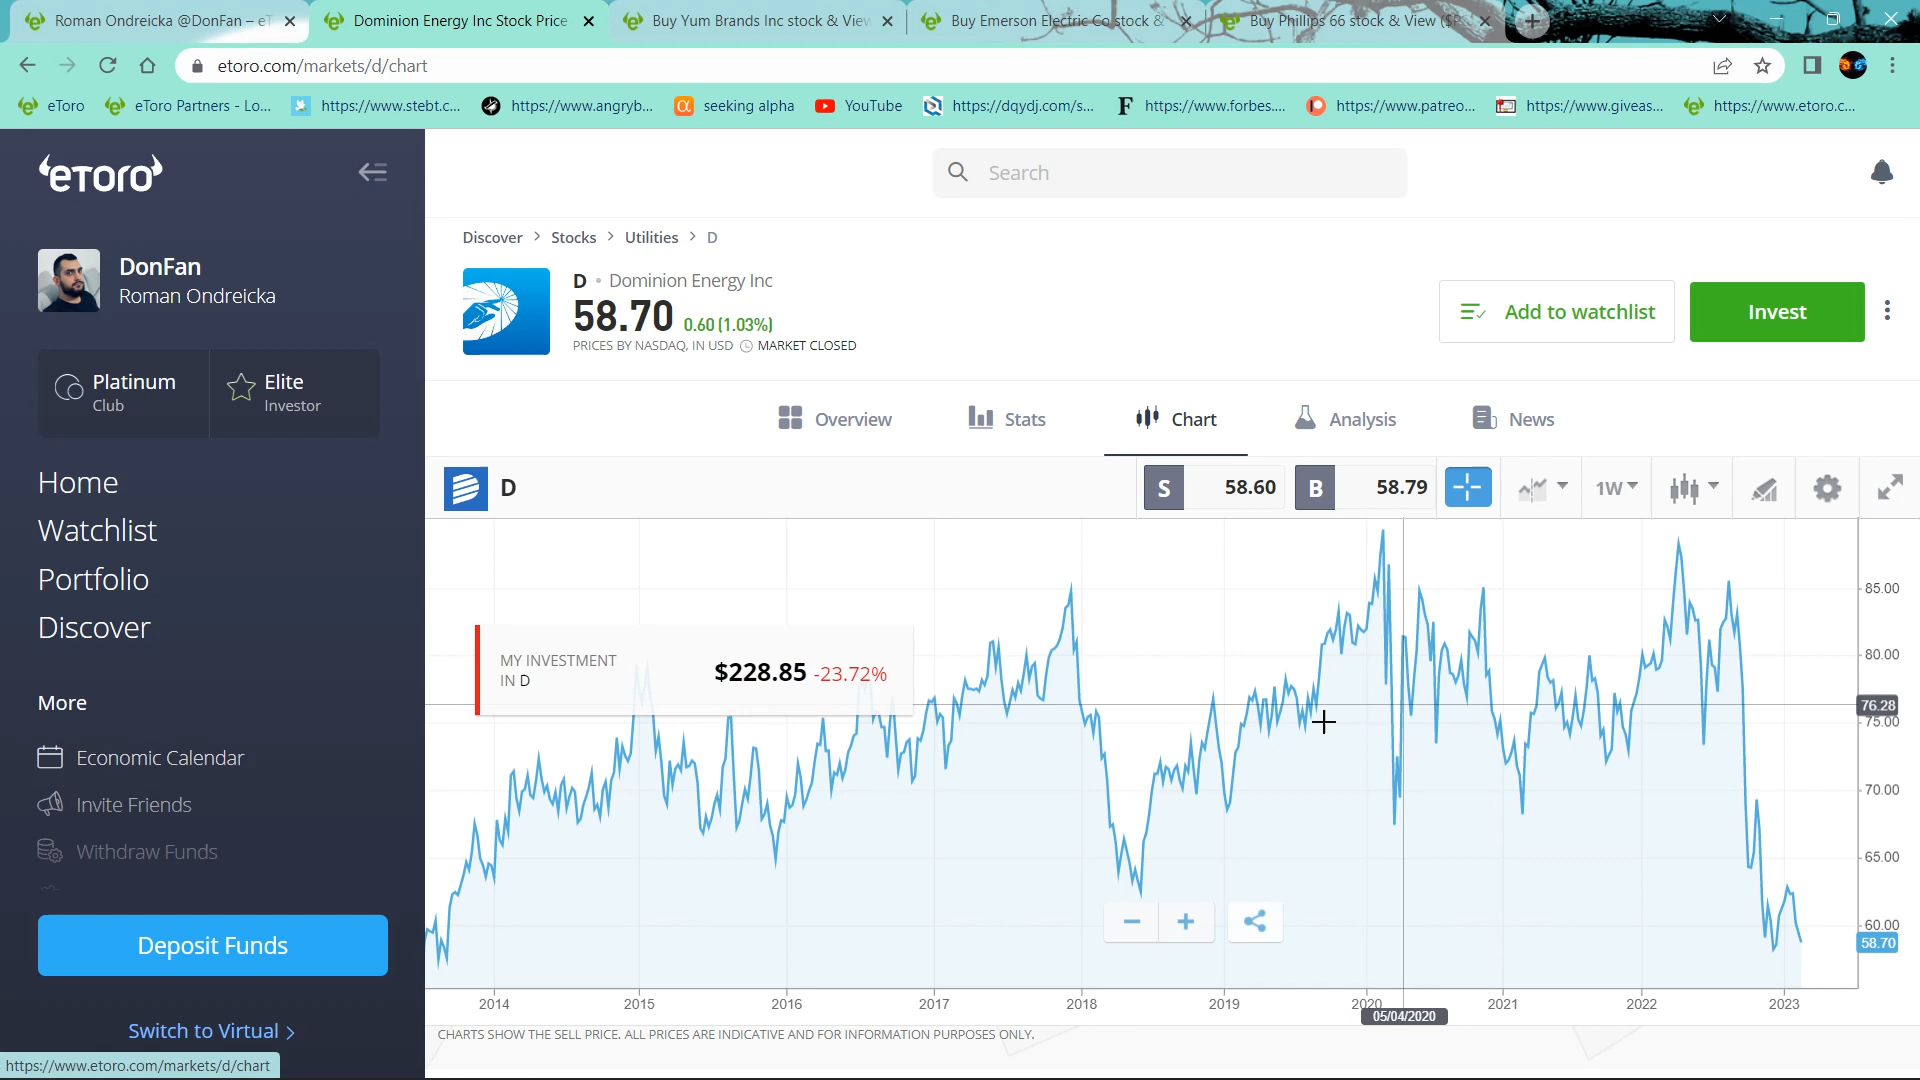 Roman Ondreicka @DonFan – eT
Dominion Energy Inc Stock Price
Buy Yum Brands Inc stock & View
Buy Emerson Electric Co stock &
Buy Phillips 66 stock & View ($P
etoro.com/markets/d/chart
eToro
eToro Partners - Lo...
https://www.stebt.c...
https://www.angryb...
seeking alpha
YouTube
https://dqydj.com/s...
https://www.forbes....
https://www.patreo...
https://www.giveas...
https://www.etoro.c...
eToro
Search
DonFan
Roman Ondreicka
Platinum
Club
Elite
Investor
Home
Watchlist
Portfolio
Discover
More
Economic Calendar
Invite Friends
Withdraw Funds
Deposit Funds
Switch to Virtual >
https://www.etoro.com/markets/d/chart
Discover > Stocks > Utilities > D
D • Dominion Energy Inc
58.70 0.60 (1.03%)
PRICES BY NASDAQ, IN USD MARKET CLOSED
Add to watchlist
Invest
Overview
Stats
Chart
Analysis
News
D
S 58.60
B 58.79
1W
MY INVESTMENT
IN D
$228.85 -23.72%
85.00
80.00
76.28
75.00
70.00
65.00
60.00
58.70
2014
2015
2016
2017
2018
2019
2020
2021
2022
2023
05/04/2020
CHARTS SHOW THE SELL PRICE. ALL PRICES ARE INDICATIVE AND FOR INFORMATION PURPOSES ONLY.